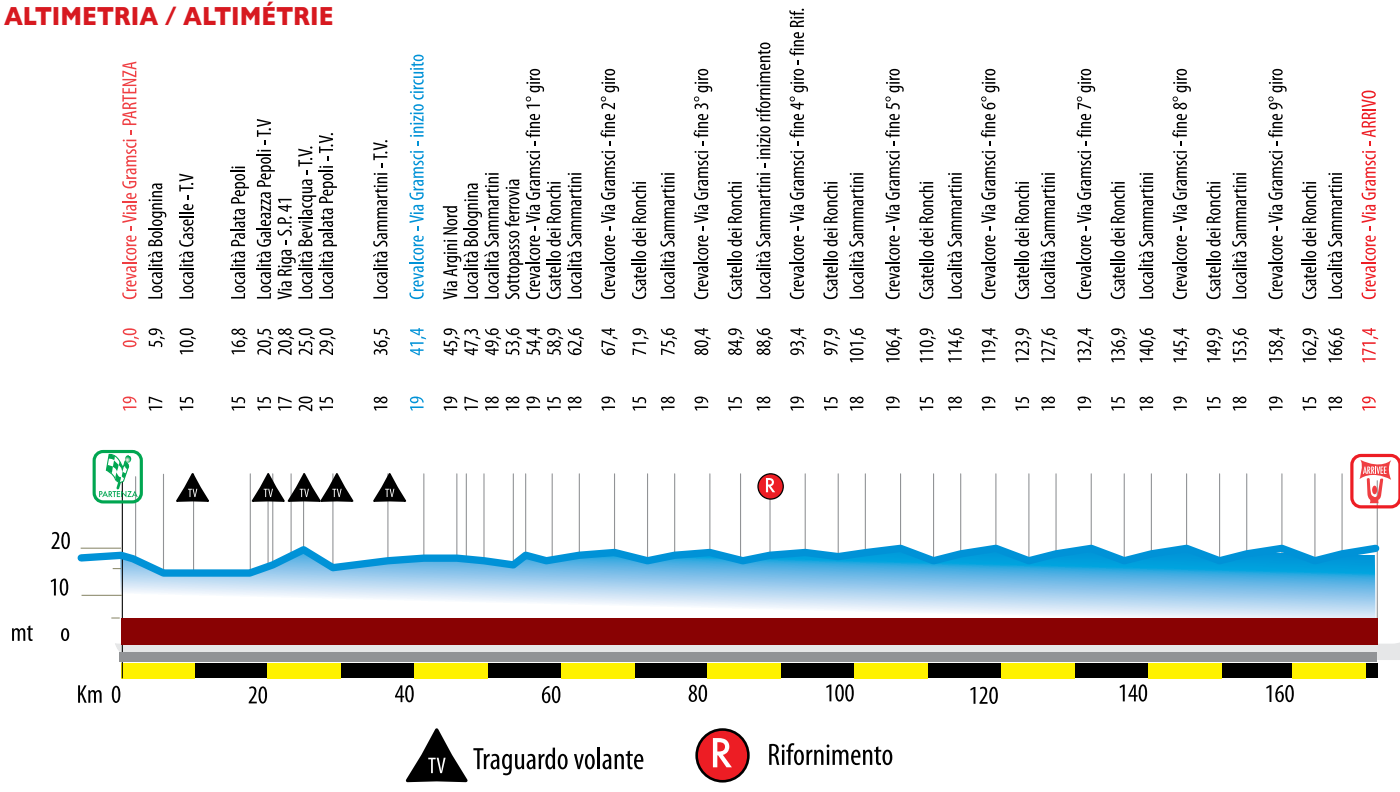 ALTIMETRIA / ALTIMÉTRIE
19 0,0 Crevalcore - Viale Gramsci - PARTENZA
17 5,9 Località Bolognina
15 10,0 Località Caselle - T.V
15 16,8 Località Palata Pepoli
15 20,5 Località Galeazza Pepoli - T.V
17 20,8 Via Riga - S.P. 41
20 25,0 Località Bevilacqua - T.V.
15 29,0 Località palata Pepoli - T.V.
18 36,5 Località Sammartini - T.V.
19 41,4 Crevalcore - Via Gramsci - inizio circuito
19 45,9 Via Argini Nord
17 47,3 Località Bolognina
18 49,6 Località Sammartini
18 53,6 Sottopasso ferrovia
19 54,4 Crevalcore - Via Gramsci - fine 1° giro
15 58,9 Csatello dei Ronchi
18 62,6 Località Sammartini
19 67,4 Crevalcore - Via Gramsci - fine 2° giro
15 71,9 Csatello dei Ronchi
18 75,6 Località Sammartini
19 80,4 Crevalcore - Via Gramsci - fine 3° giro
15 84,9 Csatello dei Ronchi
18 88,6 Località Sammartini - inizio rifornimento
19 93,4 Crevalcore - Via Gramsci - fine 4° giro - fine Rif.
15 97,9 Csatello dei Ronchi
18 101,6 Località Sammartini
19 106,4 Crevalcore - Via Gramsci - fine 5° giro
15 110,9 Csatello dei Ronchi
18 114,6 Località Sammartini
19 119,4 Crevalcore - Via Gramsci - fine 6° giro
15 123,9 Csatello dei Ronchi
18 127,6 Località Sammartini
19 132,4 Crevalcore - Via Gramsci - fine 7° giro
15 136,9 Csatello dei Ronchi
18 140,6 Località Sammartini
19 145,4 Crevalcore - Via Gramsci - fine 8° giro
15 149,9 Csatello dei Ronchi
18 153,6 Località Sammartini
19 158,4 Crevalcore - Via Gramsci - fine 9° giro
15 162,9 Csatello dei Ronchi
18 166,6 Località Sammartini
19 171,4 Crevalcore - Via Gramsci - ARRIVO
PARTENZA
TV TV TV TV TV
R
ARRIVEE
20
10
mt o
Km 0 20 40 60 80 100 120 140 160
TV Traguardo volante
R Rifornimento